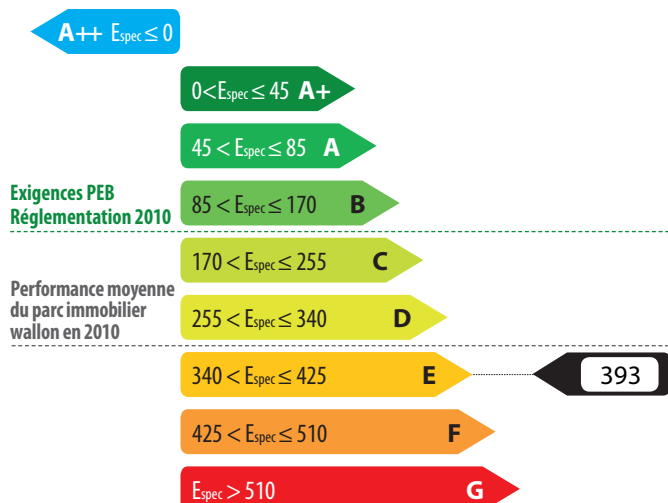 A++ Espec ≤ 0
0<Espec ≤ 45 A+
45 < Espec ≤ 85 A
Exigences PEB
Réglementation 2010
85 < Espec ≤ 170 B
170 < Espec ≤ 255 C
Performance moyenne
du parc immobilier
wallon en 2010
255 < Espec ≤ 340 D
340 < Espec ≤ 425 E
393
425 < Espec ≤ 510 F
Espec > 510 G